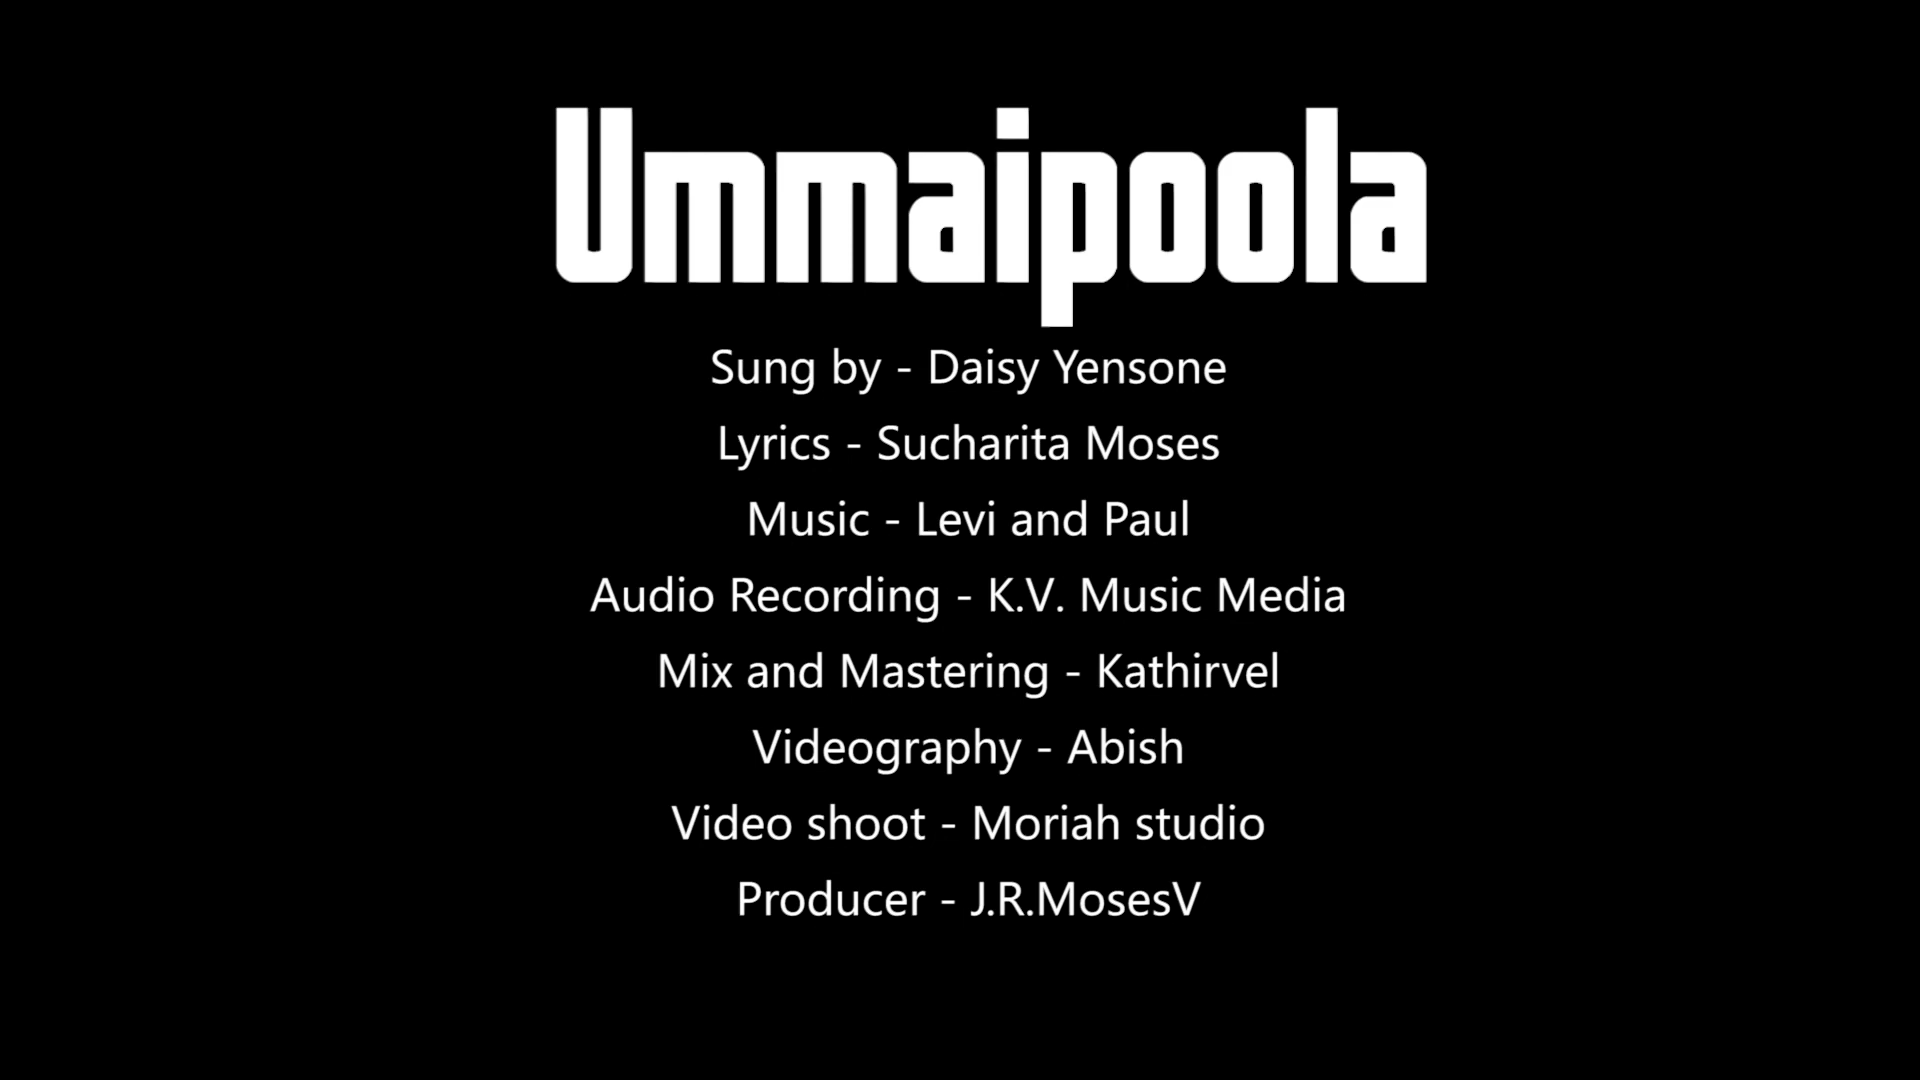 Ummaipoola
Sung by - Daisy Yensone
Lyrics - Sucharita Moses
Music - Levi and Paul
Audio Recording - K.V. Music Media
Mix and Mastering - Kathirvel
Videography - Abish
Video shoot - Moriah studio
Producer - J.R.MosesV